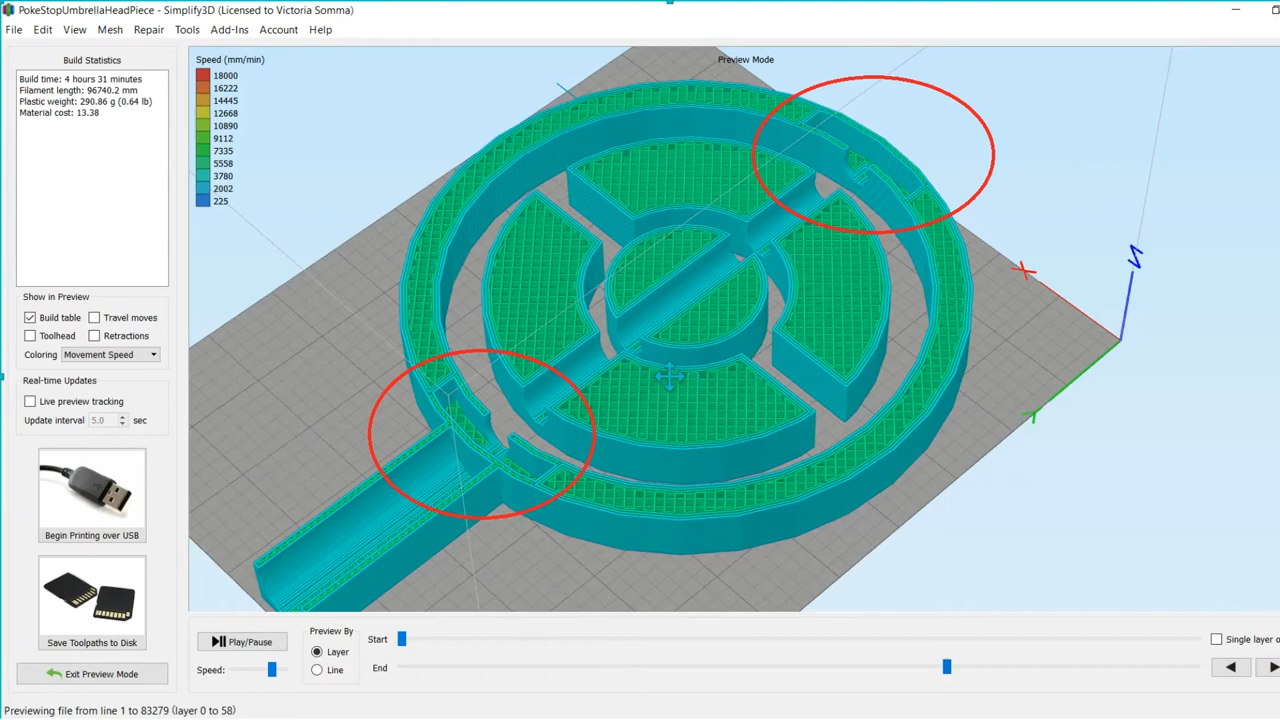 PokeStopUmbrellaHeadPiece - Simplify3D (Licensed to Victoria Somma)
File Edit View Mesh Repair Tools Add-Ins Account Help
Build Statistics
Build time: 4 hours 31 minutes
Filament length: 96740.2 mm
Plastic weight: 290.86 g (0.64 lb)
Material cost: 13.38
Show in Preview
Build table
Travel moves
Toolhead
Retractions
Coloring Movement Speed
Real-time Updates
Live preview tracking
Update interval 5.0 sec
Begin Printing over USB
Save Toolpaths to Disk
Exit Preview Mode
Speed (mm/min)
18000
16222
14445
12668
10890
9112
7335
5558
3780
2002
225
Preview Mode
X
Y
Z
Play/Pause
Speed:
Preview By
Layer
Line
Start
End
Single layer o
Previewing file from line 1 to 83279 (layer 0 to 58)